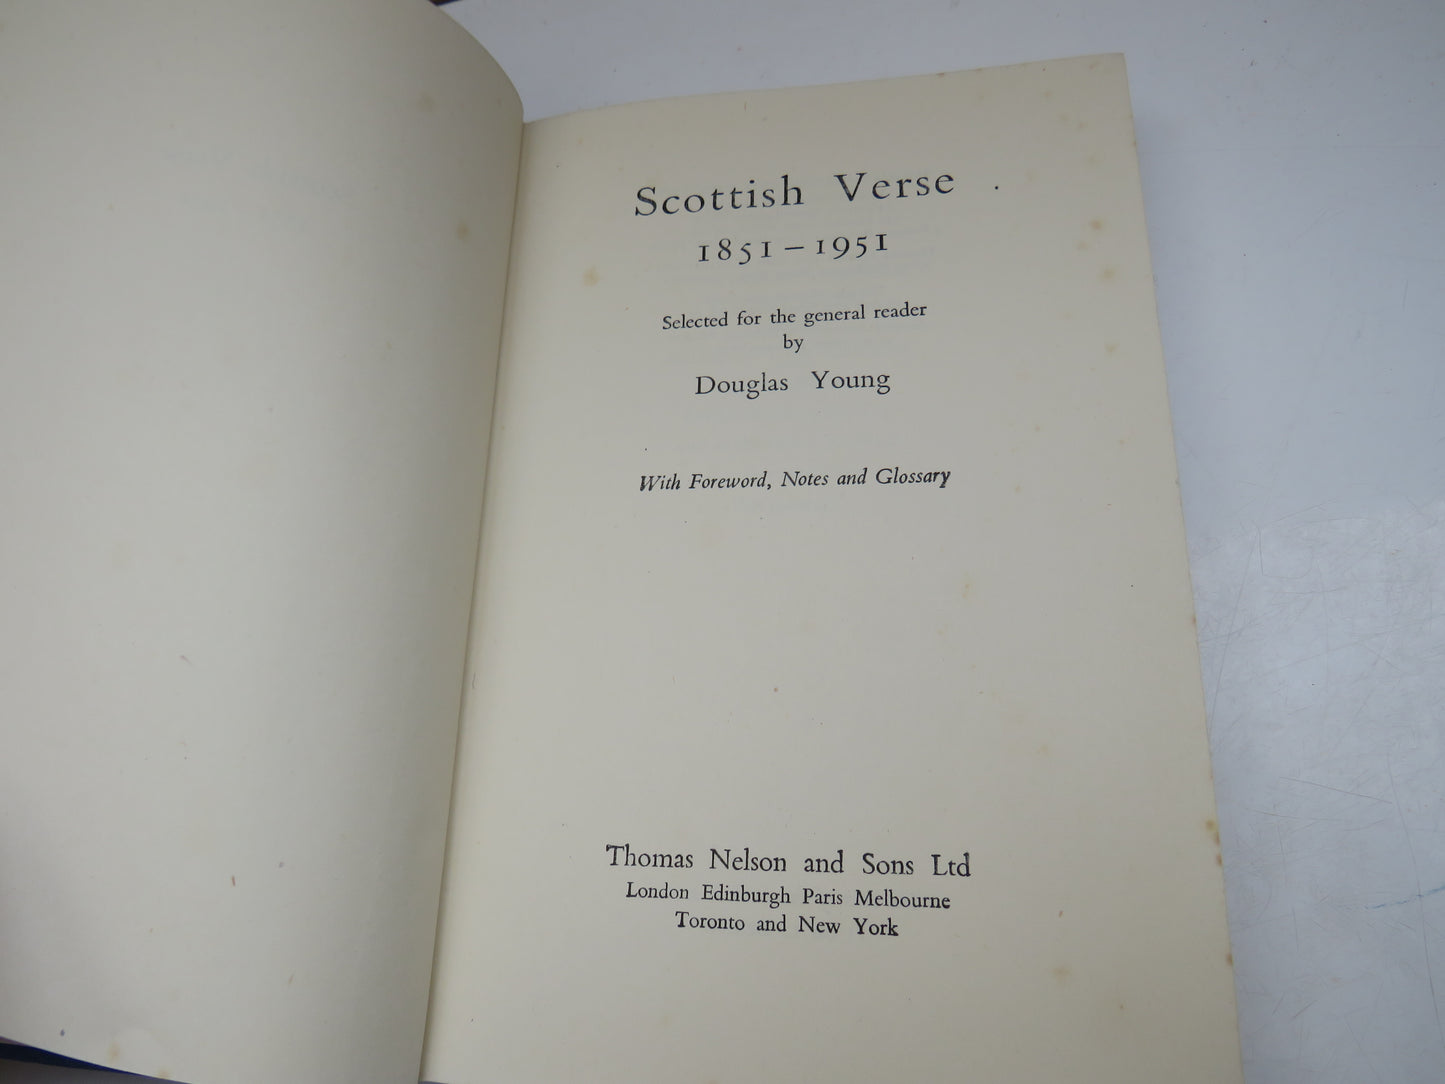 Scottish Verse
1851–1951
Selected for the general reader
by
Douglas Young
With Foreword, Notes and Glossary
Thomas Nelson and Sons Ltd
London Edinburgh Paris Melbourne
Toronto and New York